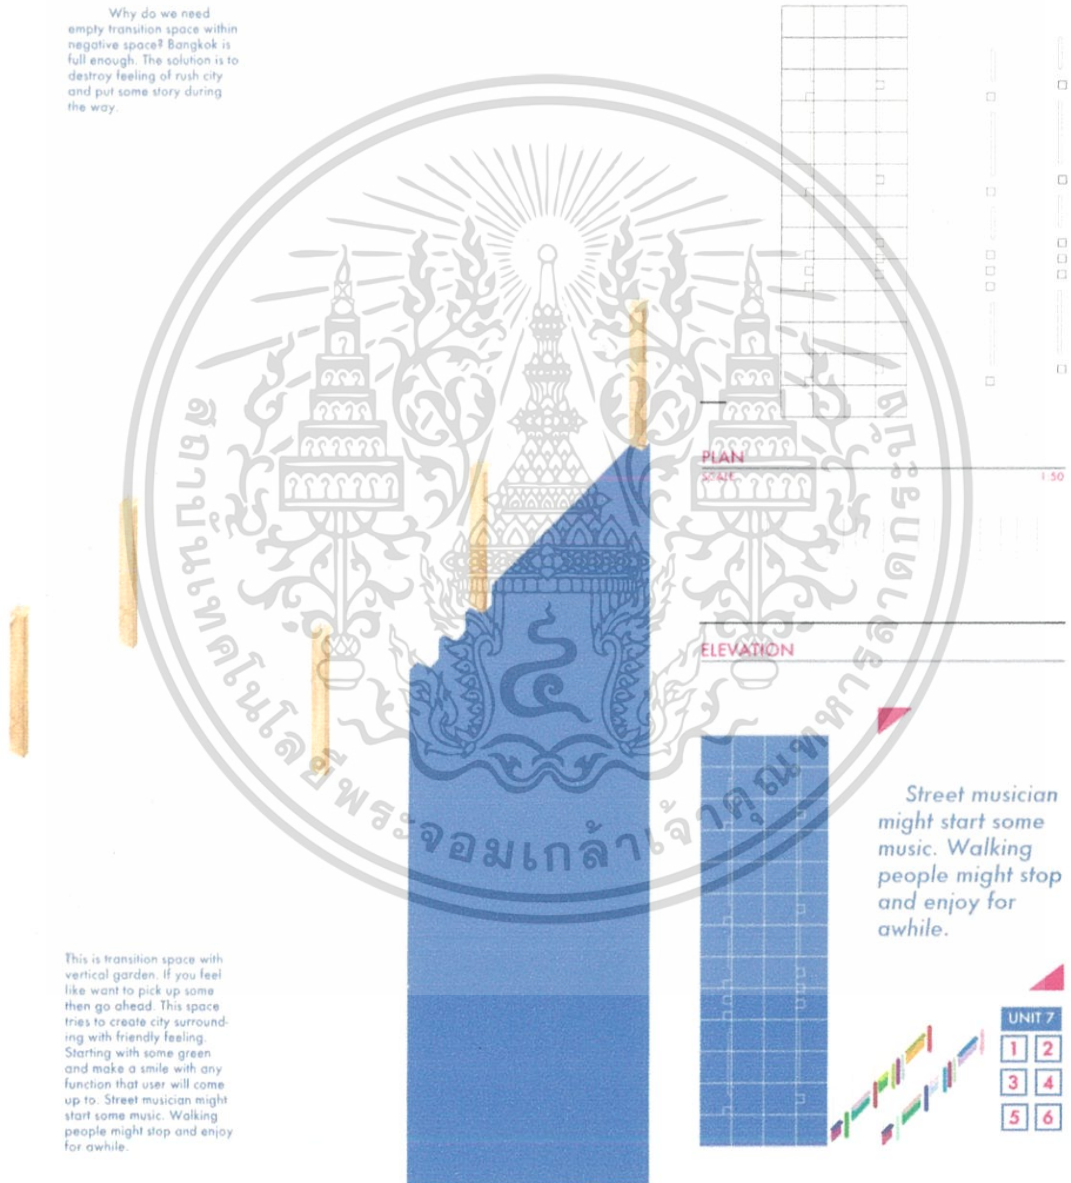 Why do we need
empty transition space within
negative space? Bangkok is
full enough. The solution is to
destroy feeling of rush city
and put some story during
the way.
PLAN
SCALE 1:50
ELEVATION
สถาบันเทคโนโลยีพระจอมเกล้าเจ้าคุณทหารลาดกระบัง
๔
Street musician
might start some
music. Walking
people might stop
and enjoy for
awhile.
This is transition space with
vertical garden. If you feel
like want to pick up some
then go ahead. This space
tries to create city surround-
ing with friendly feeling.
Starting with some green
and make a smile with any
function that user will come
up to. Street musician might
start some music. Walking
people might stop and enjoy
for awhile.
UNIT 7
1 2
3 4
5 6